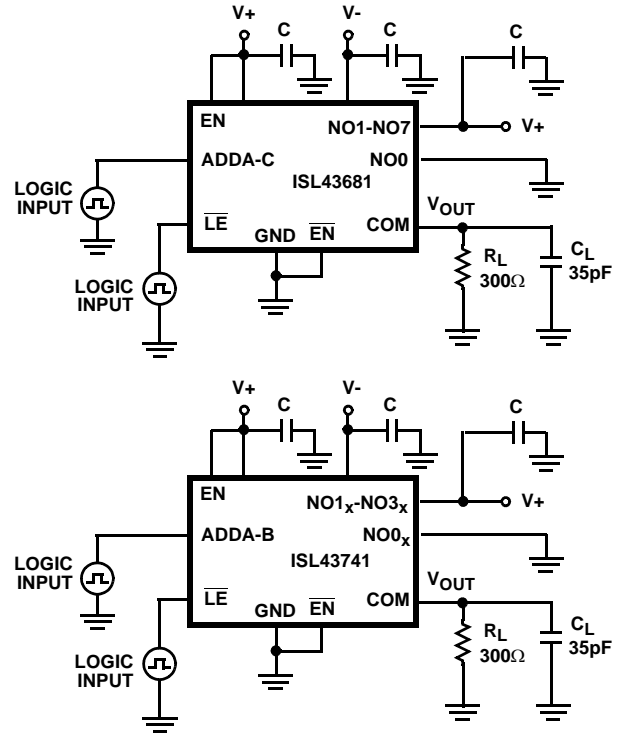 V+
C
V-
C
C
EN
NO1-NO7
V+
ADDA-C
NO0
LOGIC
INPUT
ISL43681
VOUT
LE
GND
EN
COM
LOGIC
INPUT
RL
300Ω
CL
35pF
V+
C
V-
C
C
EN
NO1x-NO3x
V+
ADDA-B
NO0x
LOGIC
INPUT
ISL43741
VOUT
LE
GND
EN
COM
LOGIC
INPUT
RL
300Ω
CL
35pF